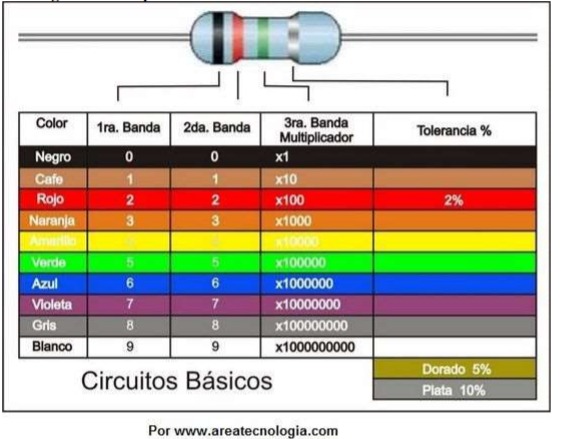 Color 1ra. Banda 2da. Banda 3ra. Banda Multiplicador Tolerancia %
Negro 0 0 x1
Cafe 1 1 x10
Rojo 2 2 x100 2%
Naranja 3 3 x1000
Amarillo 4 4 x10000
Verde 5 5 x100000
Azul 6 6 x1000000
Violeta 7 7 x10000000
Gris 8 8 x100000000
Blanco 9 9 x1000000000
Dorado 5%
Plata 10%
Circuitos Básicos
Por www.areatecnologia.com